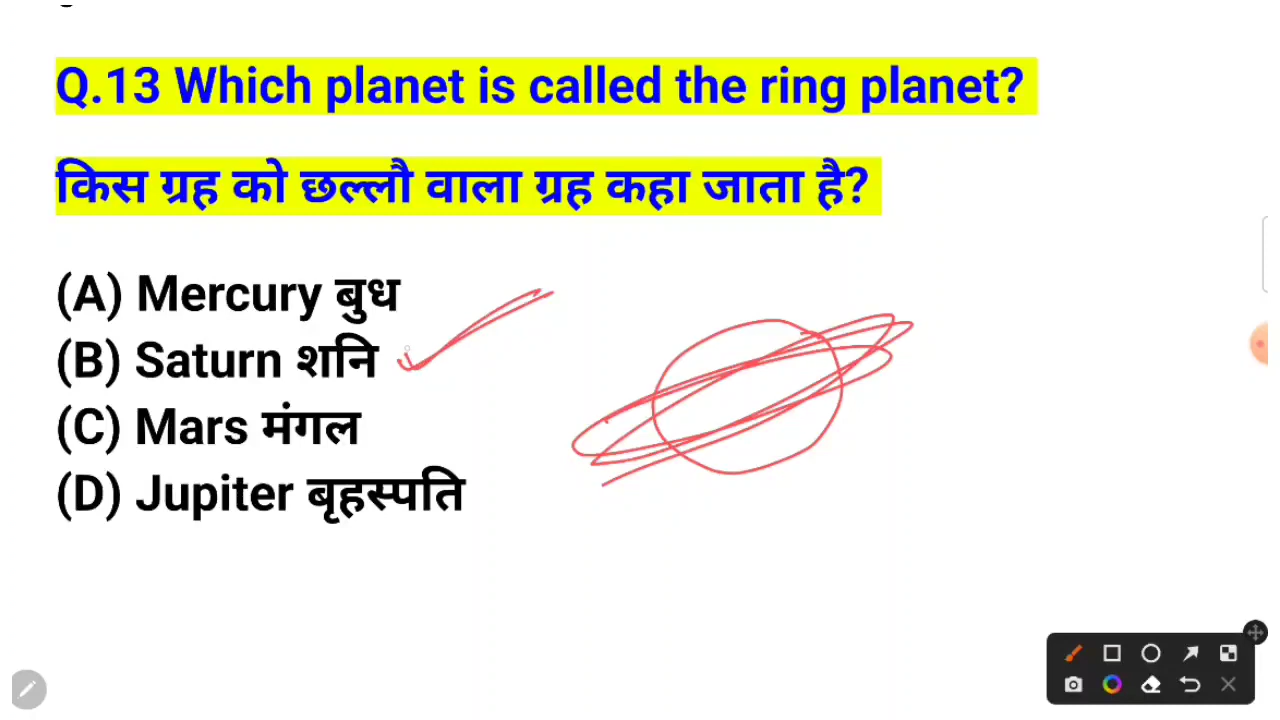 Q.13 Which planet is called the ring planet?
किस ग्रह को छल्लौ वाला ग्रह कहा जाता है?
(A) Mercury बुध
(B) Saturn शनि
(C) Mars मंगल
(D) Jupiter बृहस्पति